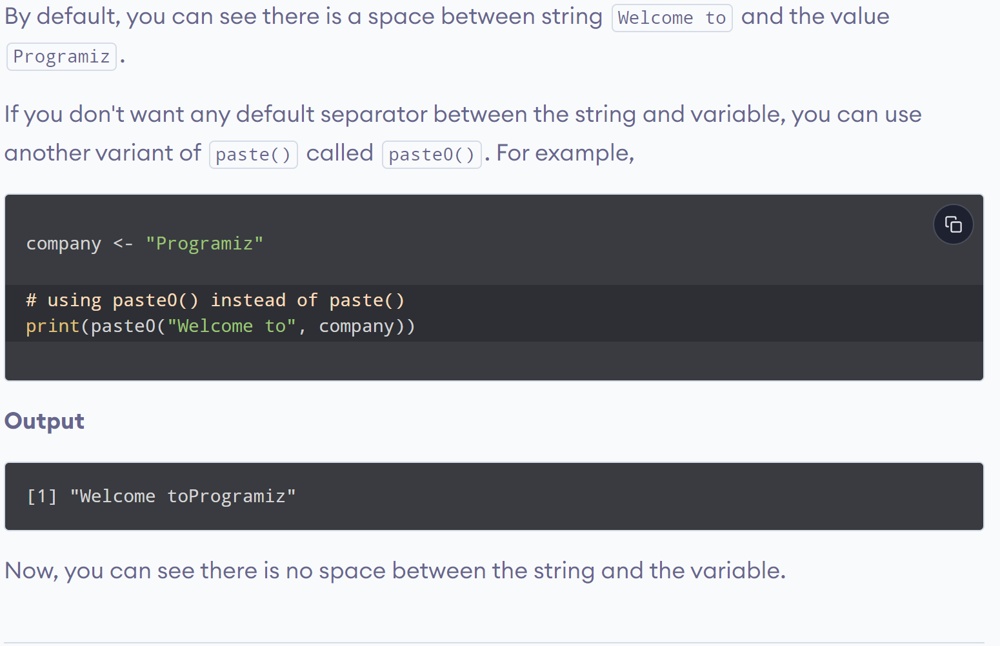 By default, you can see there is a space between string Welcome to and the value
Programiz.
If you don't want any default separator between the string and variable, you can use
another variant of paste() called paste0(). For example,
company <- "Programiz"
# using paste0() instead of paste()
print(paste0("Welcome to", company))
Output
[1] "Welcome toProgramiz"
Now, you can see there is no space between the string and the variable.